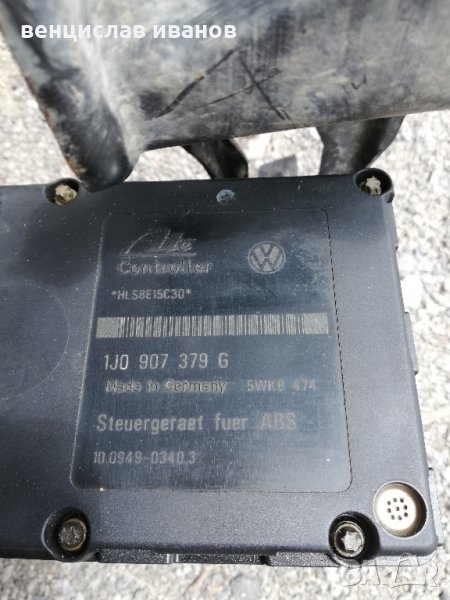 венцислав иванов
Ate
Controller
*HLS8E15C30*
1J0 907 379 G
Made in Germany 5WK8 474
Steuergeraet fuer ABS
10.0949-0340.3
BAZAR